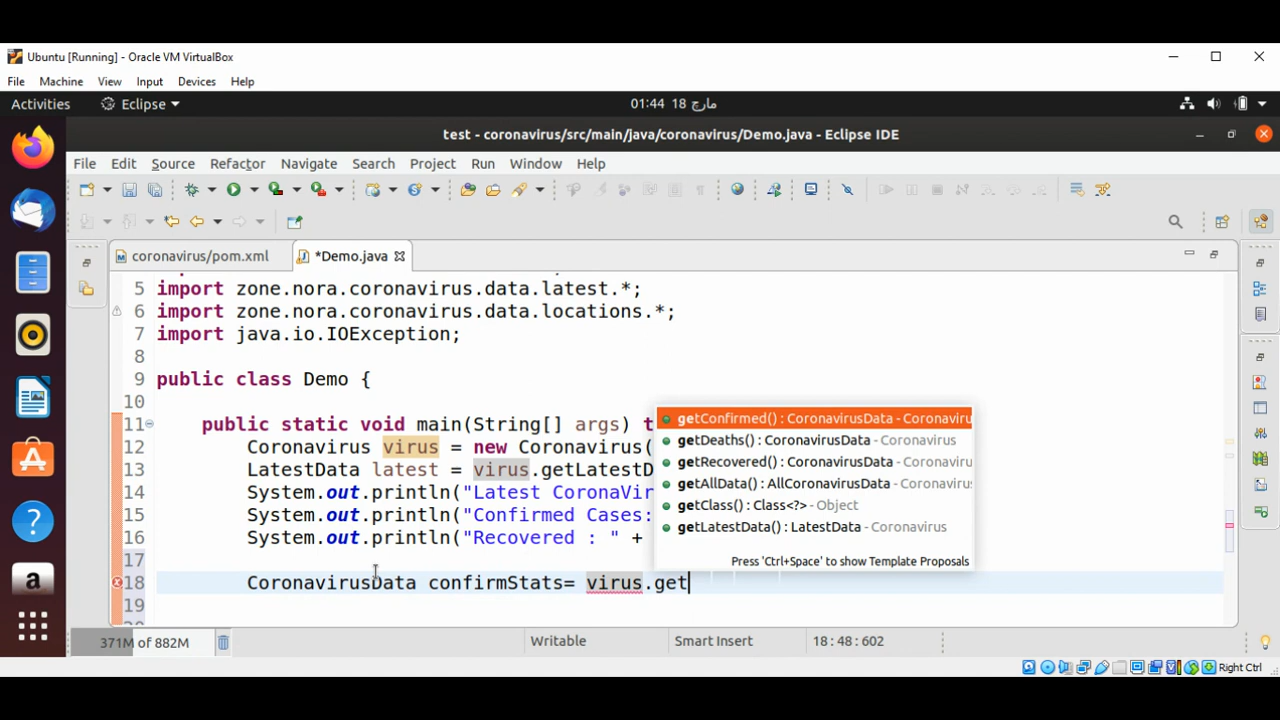 Ubuntu [Running] - Oracle VM VirtualBox
File Machine View Input Devices Help
Activities Eclipse 01:44 18 مارچ
test - coronavirus/src/main/java/coronavirus/Demo.java - Eclipse IDE
File Edit Source Refactor Navigate Search Project Run Window Help
coronavirus/pom.xml *Demo.java
5 import zone.nora.coronavirus.data.latest.*;
6 import zone.nora.coronavirus.data.locations.*;
7 import java.io.IOException;
8
9 public class Demo {
10
11 public static void main(String[] args) t
12 Coronavirus virus = new Coronavirus(
13 LatestData latest = virus.getLatestD
14 System.out.println("Latest CoronaVir
15 System.out.println("Confirmed Cases:
16 System.out.println("Recovered : " +
17
18 CoronavirusData confirmStats= virus.get
19
getConfirmed() : CoronavirusData - Coronaviru
getDeaths() : CoronavirusData - Coronavirus
getRecovered() : CoronavirusData - Coronavirus
getAllData() : AllCoronavirusData - Coronavirus
getClass() : Class<?> - Object
getLatestData() : LatestData - Coronavirus
Press 'Ctrl+Space' to show Template Proposals
371M of 882M Writable Smart Insert 18 : 48 : 602
Right Ctrl